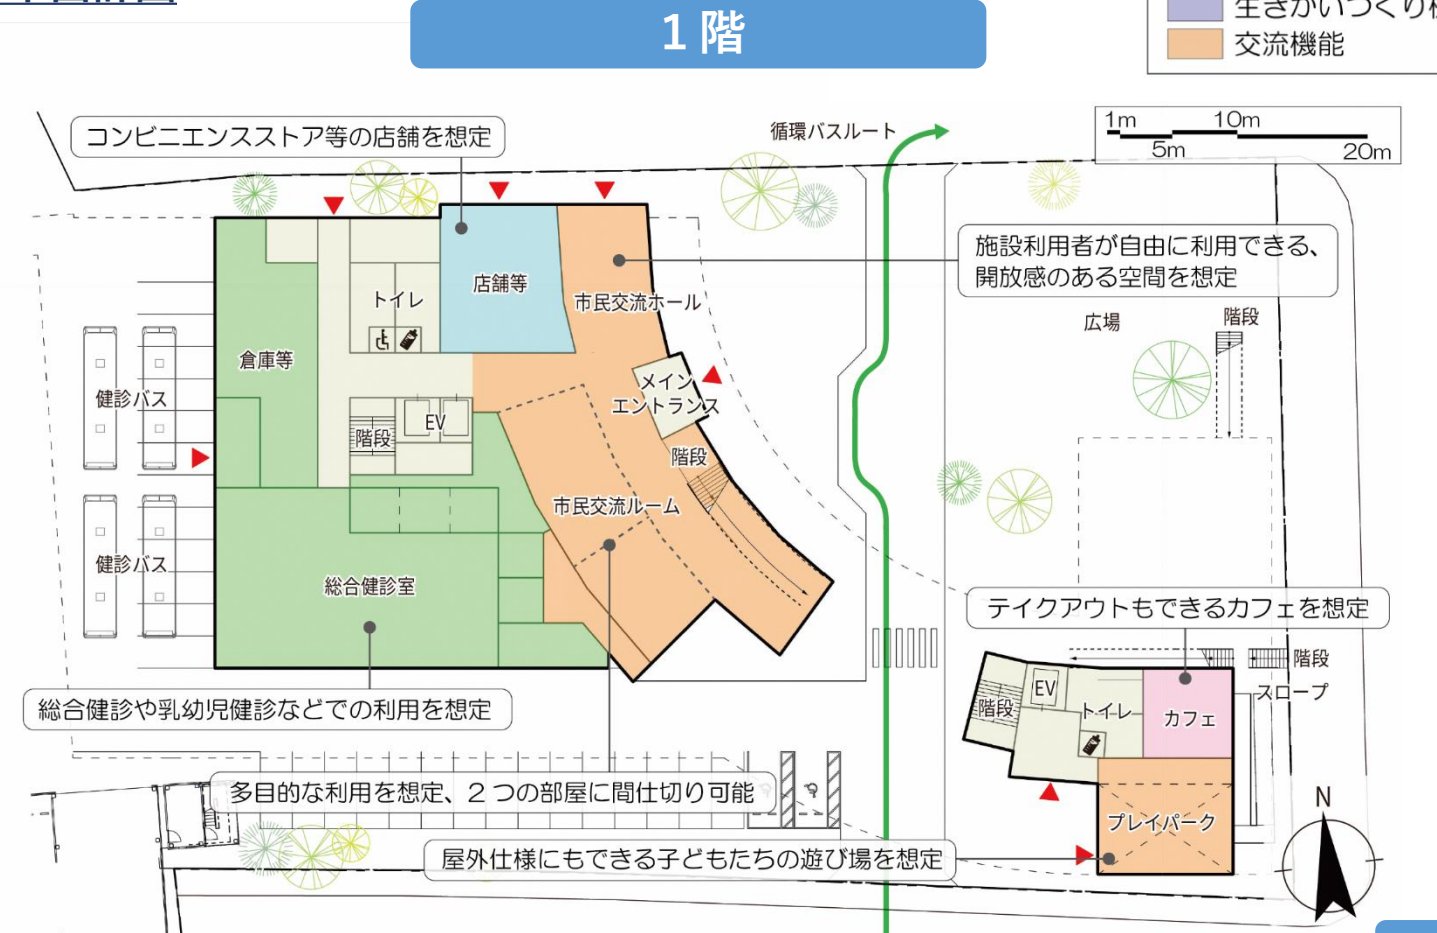 1階
生きがいつくり
交流機能
コンビニエンスストア等の店舗を想定
循環バスルート
1m
10m
5m
20m
施設利用者が自由に利用できる、
開放感のある空間を想定
店舗等
トイレ
市民交流ホール
広場
階段
倉庫等
メイン
エントランス
健診バス
EV
階段
階段
市民交流ルーム
健診バス
総合健診室
テイクアウトもできるカフェを想定
階段
スロープ
EV
階段
トイレ
カフェ
総合健診や乳幼児健診などでの利用を想定
多目的な利用を想定、2つの部屋に間仕切り可能
プレイパーク
N
屋外仕様にもできる子どもたちの遊び場を想定